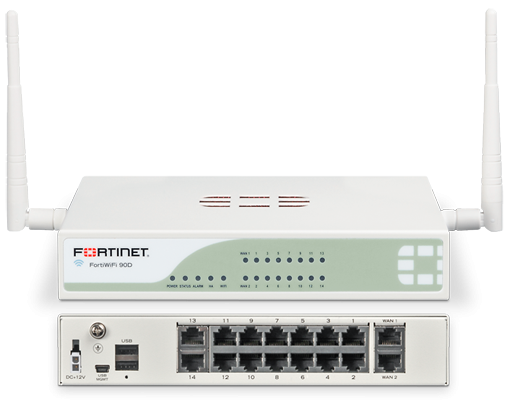 FORTINET
FortiWiFi 90D
WAN 1 1 3 5 7 9 11 13
POWER STATUS ALARM HA WIFI
WAN 2 2 4 6 8 10 12 14
13 11 9 7 5 3 1 WAN 1
USB
DC+12V
USB MGMT
14 12 10 8 6 4 2 WAN 2